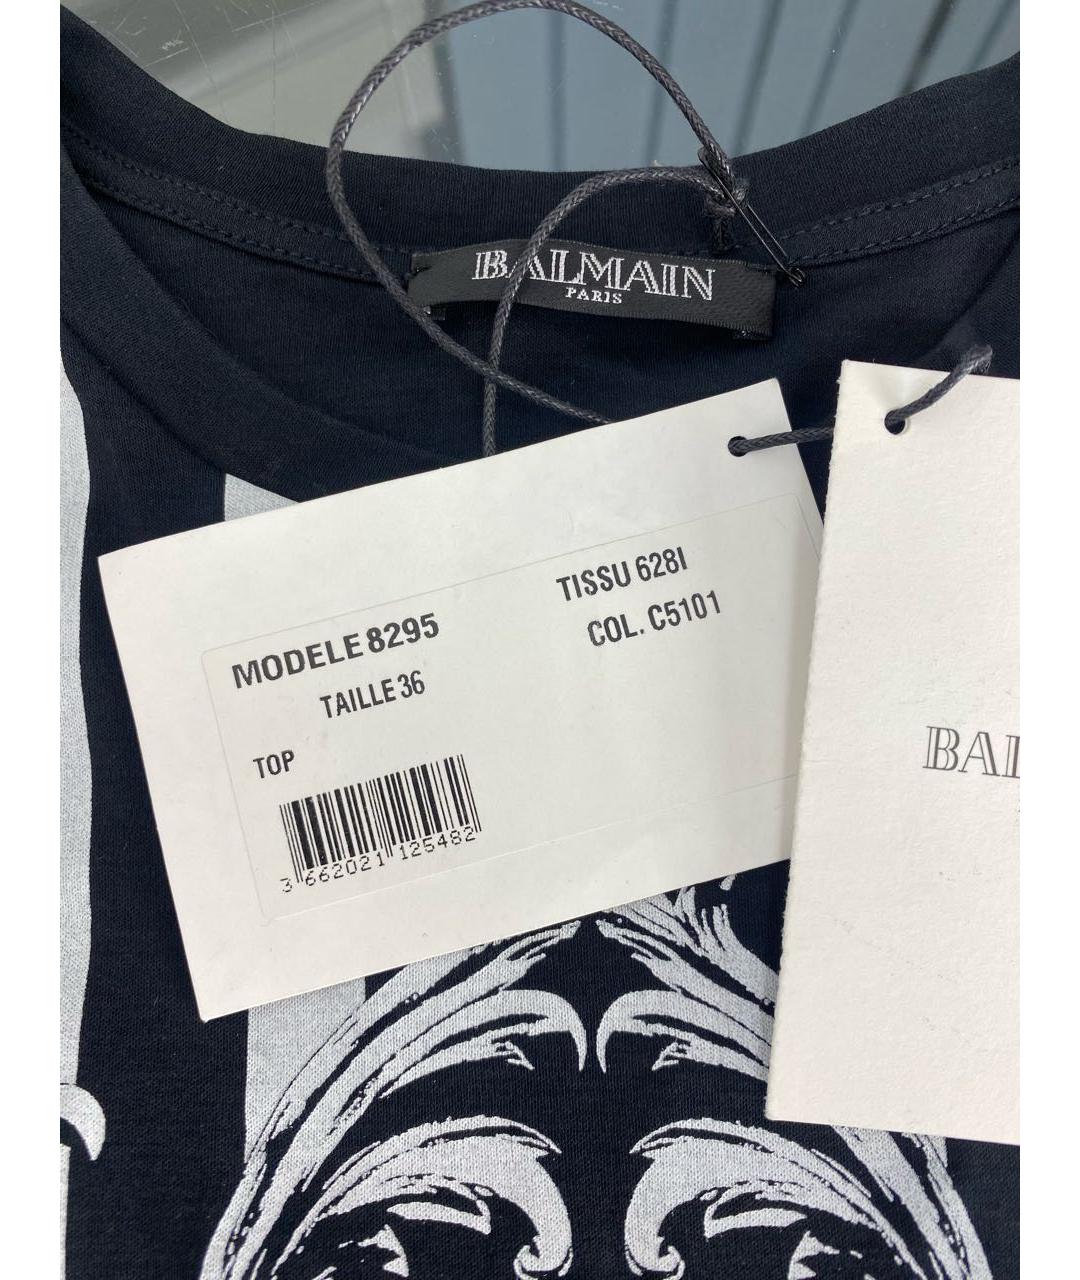 BALMAIN
PARIS
TISSU 628I
COL. C5101
MODELE 8295
TAILLE 36
TOP
3 662021 125482
BAL